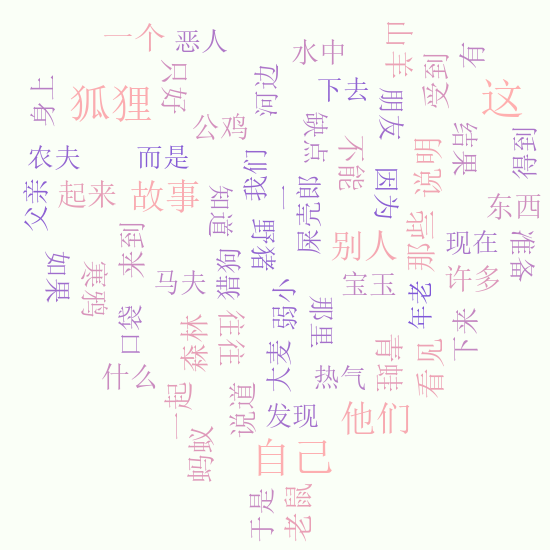 一个
恶人
水中
山羊
有
身上
狐狸
只好
河边
下去
朋友
受到
这
公鸡
缺点
不能
说明
结果
得到
农夫
而是
我们
父亲
起来
故事
知道
一
屎壳郎
因为
那些
东西
如果
寒鸦
来到
野猪
别人
现在
准备
马夫
猎狗
宝玉
许多
口袋
弱小
年老
森林
往往
那里
下来
什么
大麦
热气
青蛙
看见
一起
说道
发现
他们
蚂蚁
自己
于是
老鼠